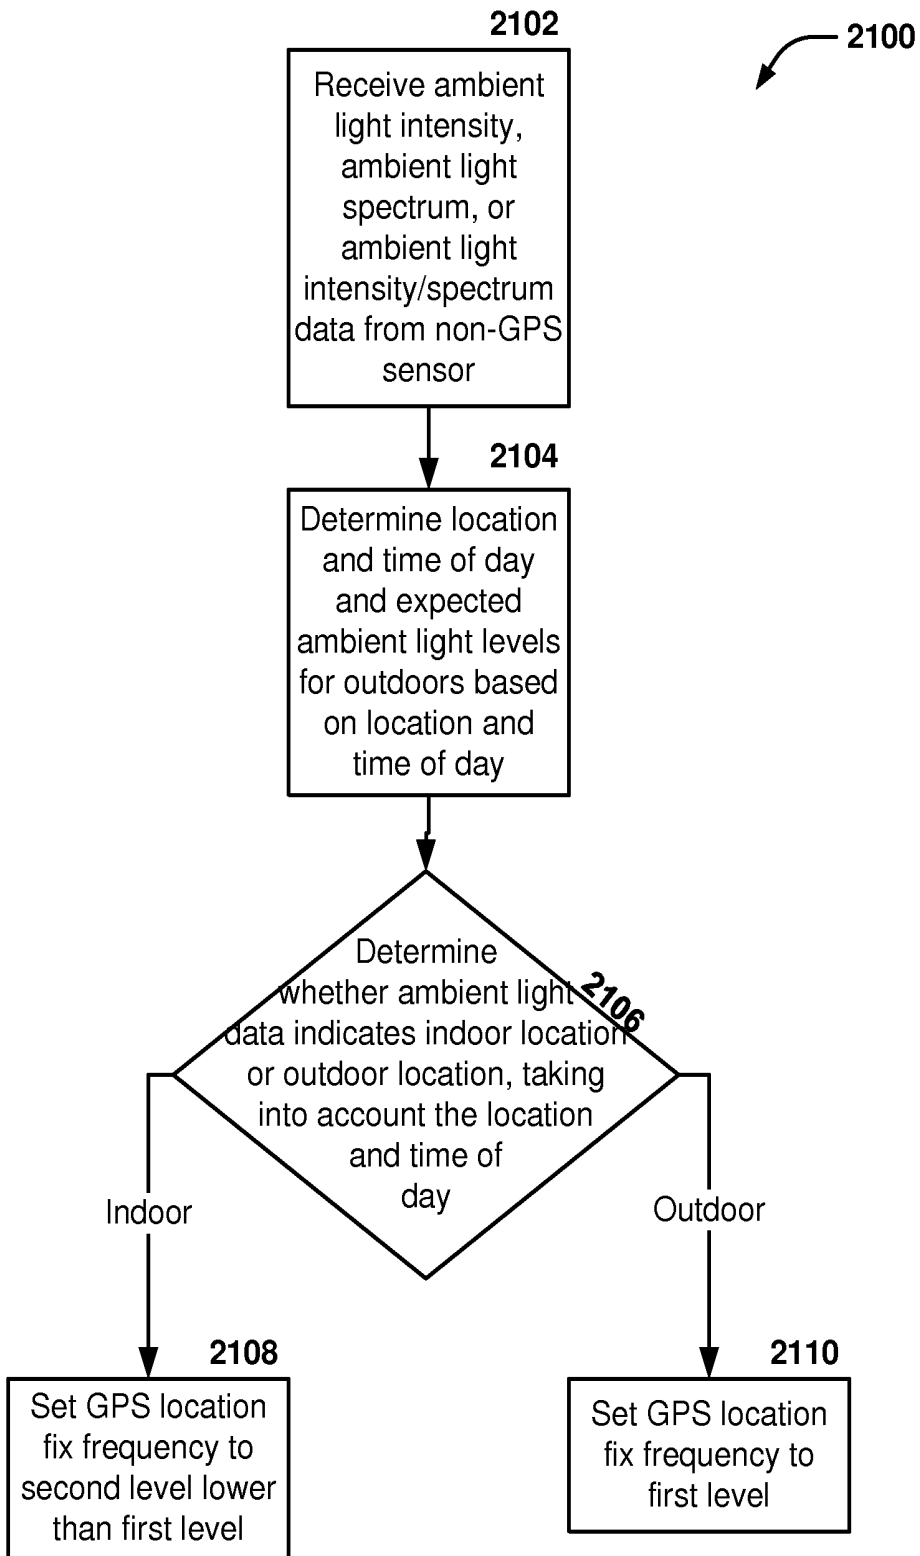 2102
2100
Receive ambient
light intensity,
ambient light
spectrum, or
ambient light
intensity/spectrum
data from non-GPS
sensor
2104
Determine location
and time of day
and expected
ambient light levels
for outdoors based
on location and
time of day
2106
Determine
whether ambient light
data indicates indoor location
or outdoor location, taking
into account the location
and time of
day
Indoor
Outdoor
2108
Set GPS location
fix frequency to
second level lower
than first level
2110
Set GPS location
fix frequency to
first level